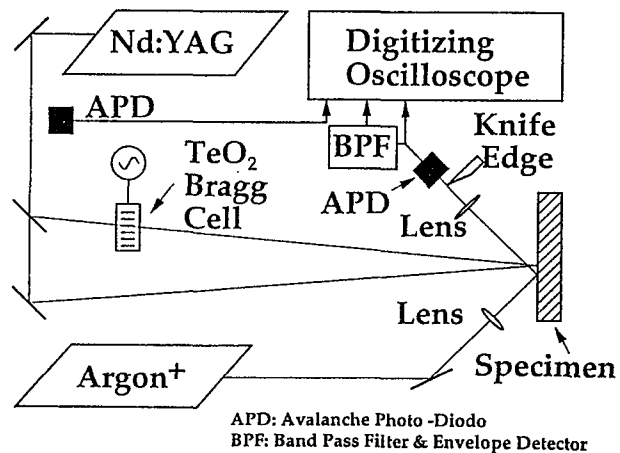 Nd:YAG
Digitizing
Oscilloscope
APD
BPF
Knife
Edge
TeO₂
Bragg
Cell
APD
Lens
Lens
Specimen
Argon⁺
APD: Avalanche Photo -Diodo
BPF: Band Pass Filter & Envelope Detector